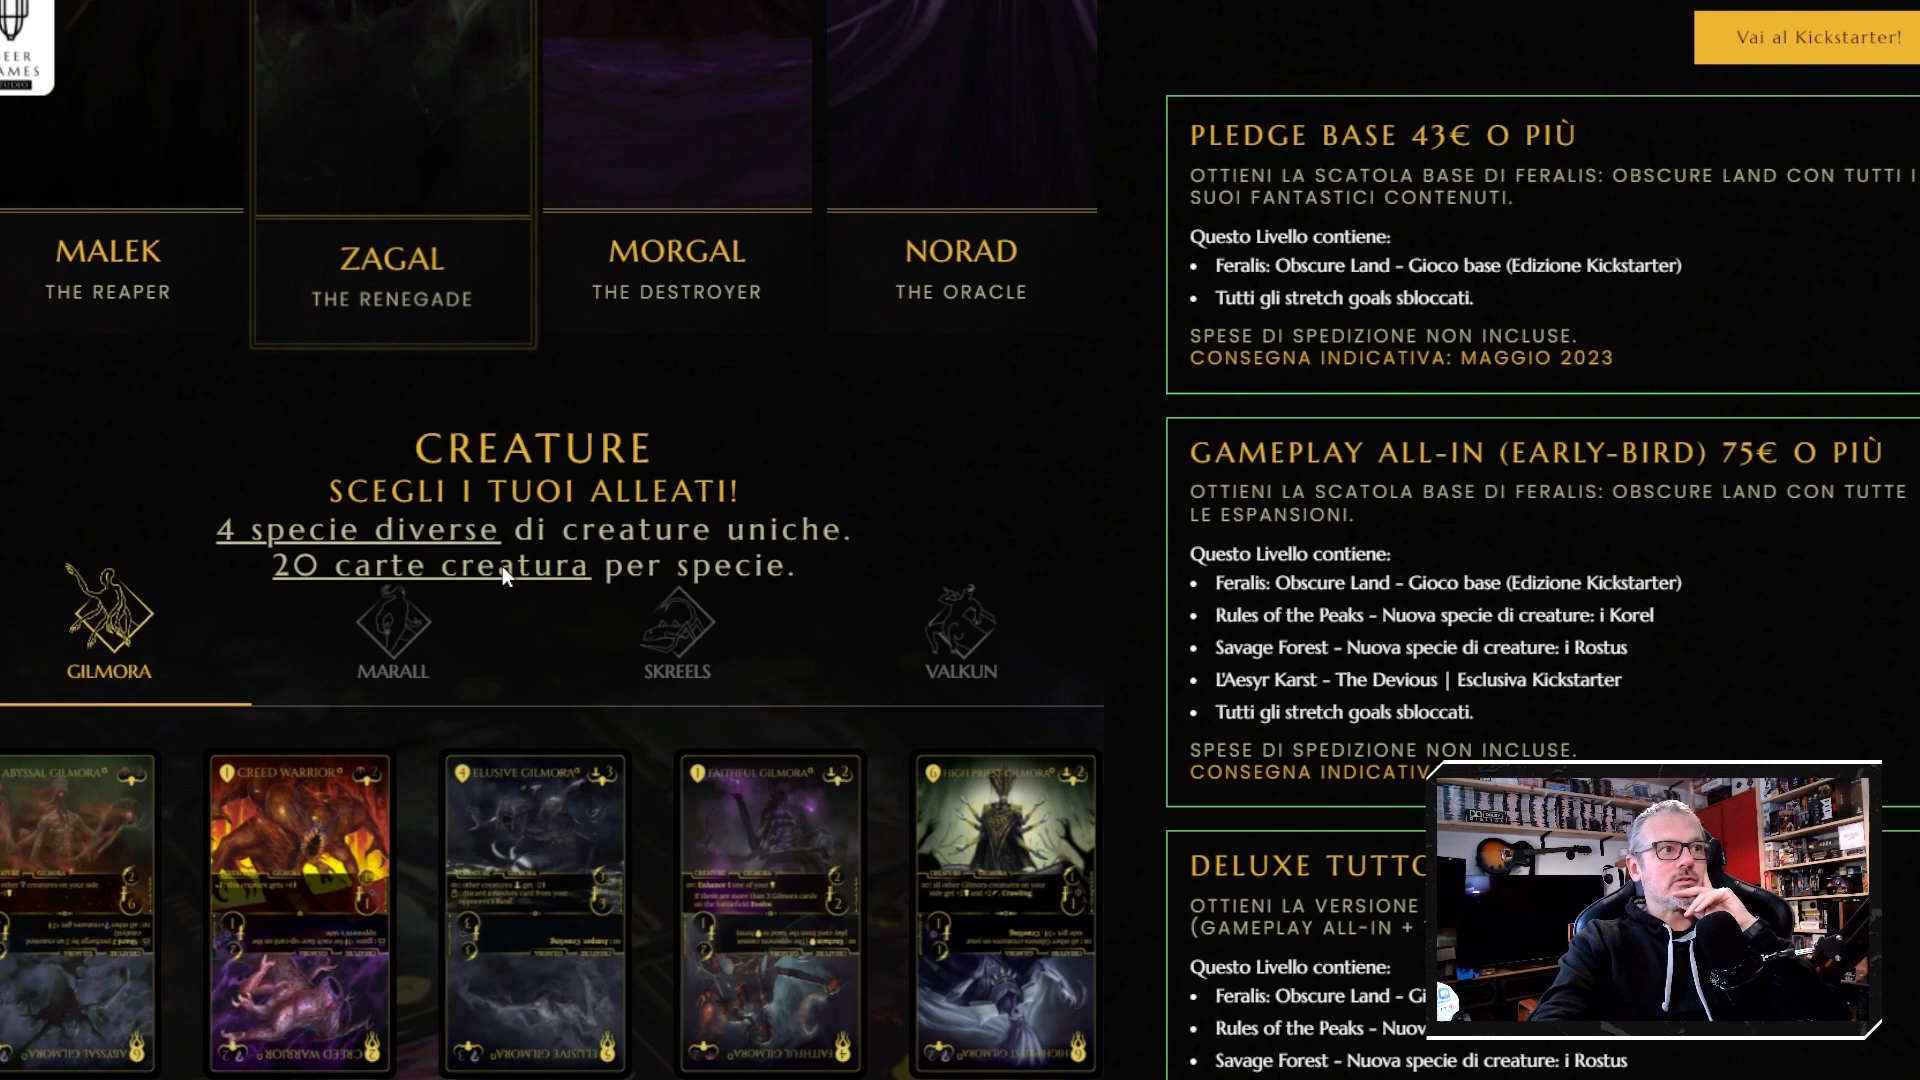 Vai al Kickstarter!
MALEK
THE REAPER
ZAGAL
THE RENEGADE
MORGAL
THE DESTROYER
NORAD
THE ORACLE
CREATURE
SCEGLI I TUOI ALLEATI!
4 specie diverse di creature uniche.
20 carte creatura per specie.
GILMORA
MARALL
SKREELS
VALKUN
ABYSSAL GILMORA
CREED WARRIOR
ELUSIVE GILMORA
FAITHFUL GILMORA
HIGH PRIEST GILMORA
PLEDGE BASE 43€ O PIÙ
OTTIENI LA SCATOLA BASE DI FERALIS: OBSCURE LAND CON TUTTI I
SUOI FANTASTICI CONTENUTI.
Questo Livello contiene:
• Feralis: Obscure Land - Gioco base (Edizione Kickstarter)
• Tutti gli stretch goals sbloccati.
SPESE DI SPEDIZIONE NON INCLUSE.
CONSEGNA INDICATIVA: MAGGIO 2023
GAMEPLAY ALL-IN (EARLY-BIRD) 75€ O PIÙ
OTTIENI LA SCATOLA BASE DI FERALIS: OBSCURE LAND CON TUTTE
LE ESPANSIONI.
Questo Livello contiene:
• Feralis: Obscure Land - Gioco base (Edizione Kickstarter)
• Rules of the Peaks - Nuova specie di creature: i Korel
• Savage Forest - Nuova specie di creature: i Rostus
• L'Aesyr Karst - The Devious | Esclusiva Kickstarter
• Tutti gli stretch goals sbloccati.
SPESE DI SPEDIZIONE NON INCLUSE.
CONSEGNA INDICATIV
DELUXE TUTTO
OTTIENI LA VERSIONE
(GAMEPLAY ALL-IN +
Questo Livello contiene:
• Feralis: Obscure Land - Gi
• Rules of the Peaks - Nuov
• Savage Forest - Nuova specie di creature: i Rostus